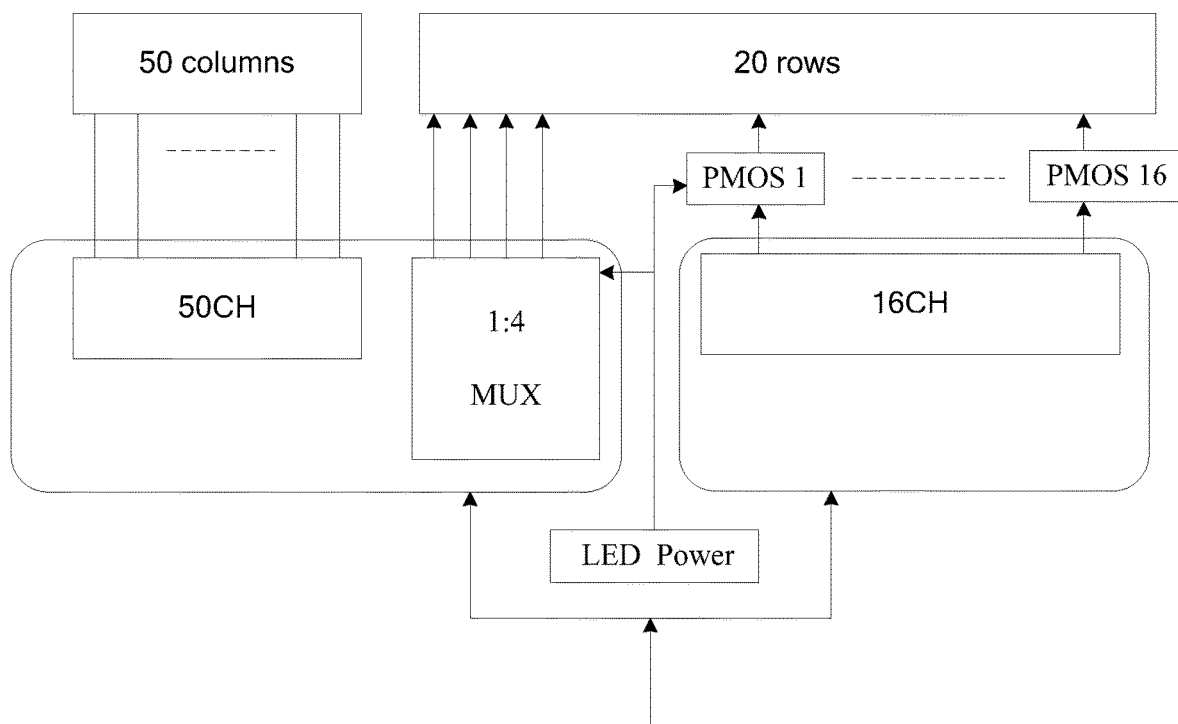 50 columns
20 rows
PMOS 1
PMOS 16
50CH
1:4
MUX
16CH
LED Power